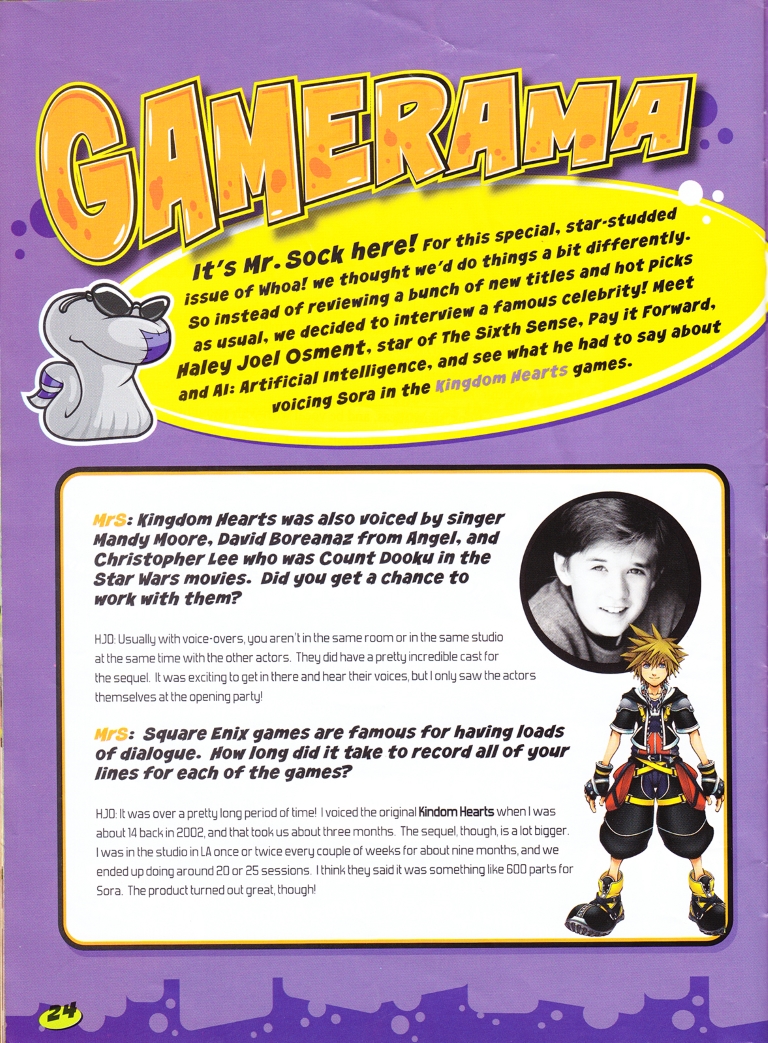 GAMERAMA
It's Mr. Sock here! For this special, star-studded
issue of Whoa! we thought we'd do things a bit differently.
So instead of reviewing a bunch of new titles and hot picks
as usual, we decided to interview a famous celebrity! Meet
Haley Joel Osment, star of The Sixth Sense, Pay it Forward,
and AI: Artificial Intelligence, and see what he had to say about
voicing Sora in the Kingdom Hearts games.
MrS: Kingdom Hearts was also voiced by singer
Mandy Moore, David Boreanaz from Angel, and
Christopher Lee who was Count Dooku in the
Star Wars movies. Did you get a chance to
work with them?
HJO: Usually with voice-overs, you aren't in the same room or in the same studio
at the same time with the other actors. They did have a pretty incredible cast for
the sequel. It was exciting to get in there and hear their voices, but I only saw the actors
themselves at the opening party!
MrS: Square Enix games are famous for having loads
of dialogue. How long did it take to record all of your
lines for each of the games?
HJO: It was over a pretty long period of time! I voiced the original Kindom Hearts when I was
about 14 back in 2002, and that took us about three months. The sequel, though, is a lot bigger.
I was in the studio in LA once or twice every couple of weeks for about nine months, and we
ended up doing around 20 or 25 sessions. I think they said it was something like 600 parts for
Sora. The product turned out great, though!
24